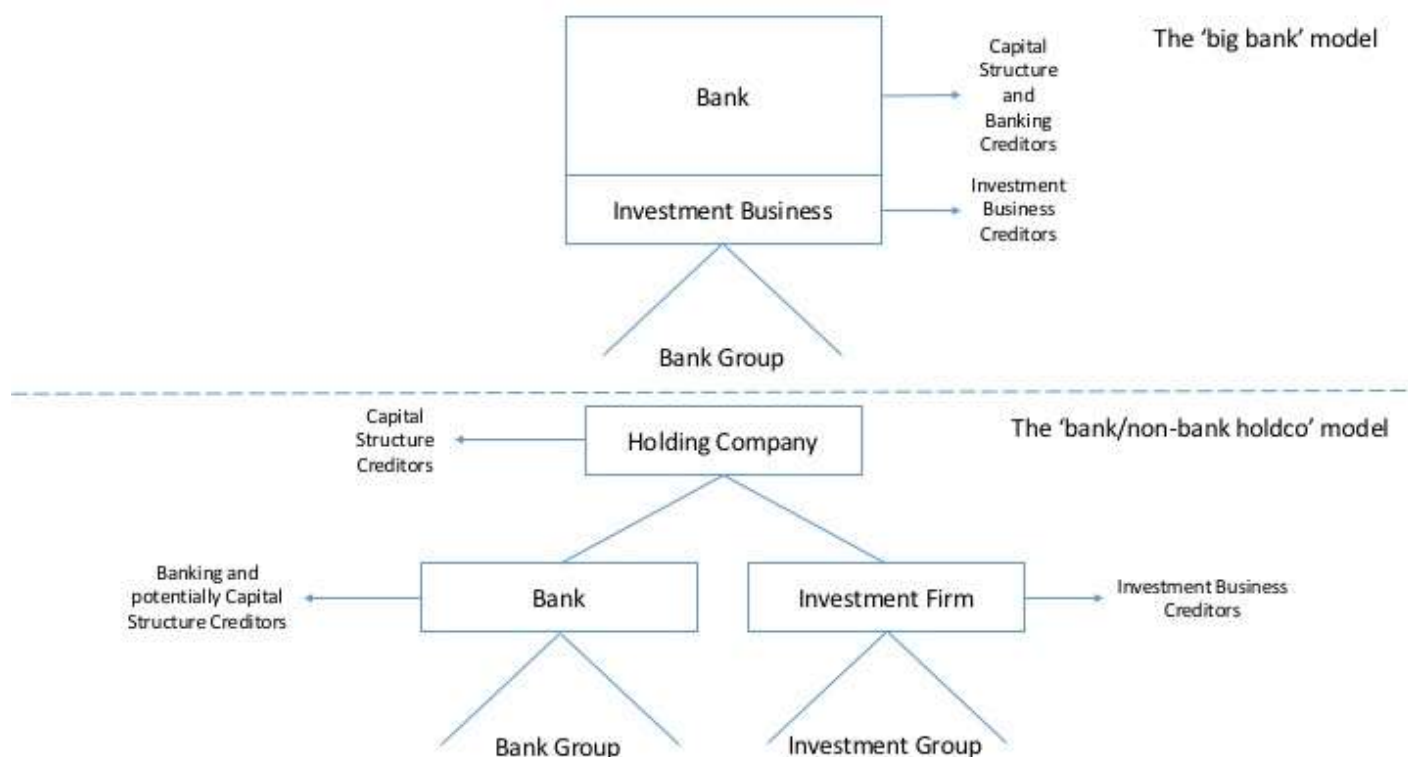 The 'big bank' model
Capital
Structure
and
Banking
Creditors
Bank
Investment
Business
Creditors
Investment Business
Bank Group
The 'bank/non-bank holdco' model
Capital
Structure
Creditors
Holding Company
Banking and
potentially Capital
Structure Creditors
Bank
Investment Firm
Investment Business
Creditors
Bank Group
Investment Group